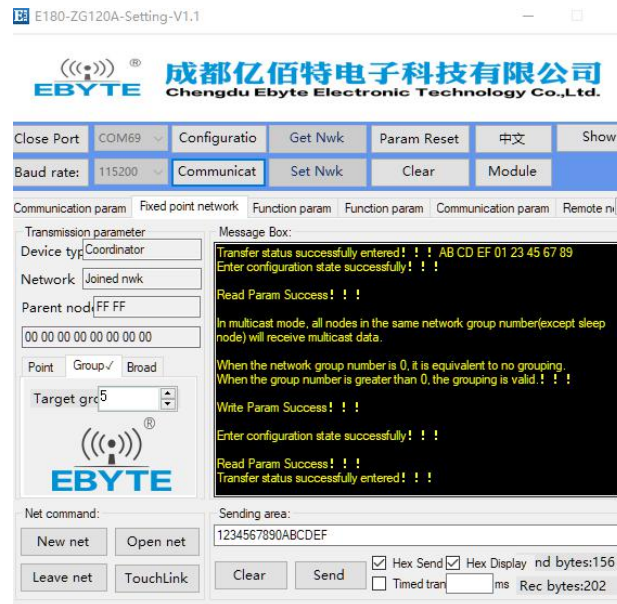 E180-ZG120A-Setting-V1.1
EBYTE
®
成都亿佰特电子科技有限公司
Chengdu Ebyte Electronic Technology Co.,Ltd.
Close Port COM69 Configuratio Get Nwk Param Reset 中文 Show
Baud rate: 115200 Communicat Set Nwk Clear Module
Communication param Fixed point network Function param Function param Communication param Remote n
Transmission parameter
Device typ Coordinator
Network Joined nwk
Parent nod FF FF
00 00 00 00 00 00 00 00
Point Group✓ Broad
Target gr 5
®
EBYTE
Message Box:
Transfer status successfully entered！！！ AB CD EF 01 23 45 67 89
Enter configuration state successfully！！！
Read Param Success！！！
In multicast mode, all nodes in the same network group number(except sleep
node) will receive multicast data.
When the network group number is 0, it is equivalent to no grouping.
When the group number is greater than 0, the grouping is valid.！！！
Write Param Success！！！
Enter configuration state successfully！！！
Read Param Success！！！
Transfer status successfully entered！！！
Net command:
New net Open net
Leave net TouchLink
Sending area:
1234567890ABCDEF
Clear Send
Hex Send Hex Display nd bytes:156
Timed tran ms Rec bytes:202